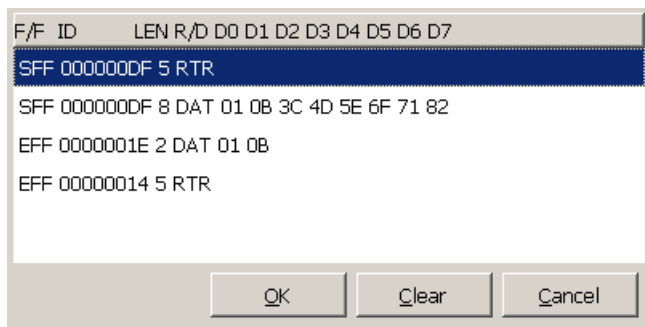 F/F ID LEN R/D D0 D1 D2 D3 D4 D5 D6 D7
SFF 000000DF 5 RTR
SFF 000000DF 8 DAT 01 0B 3C 4D 5E 6F 71 82
EFF 0000001E 2 DAT 01 0B
EFF 00000014 5 RTR
OK Clear Cancel